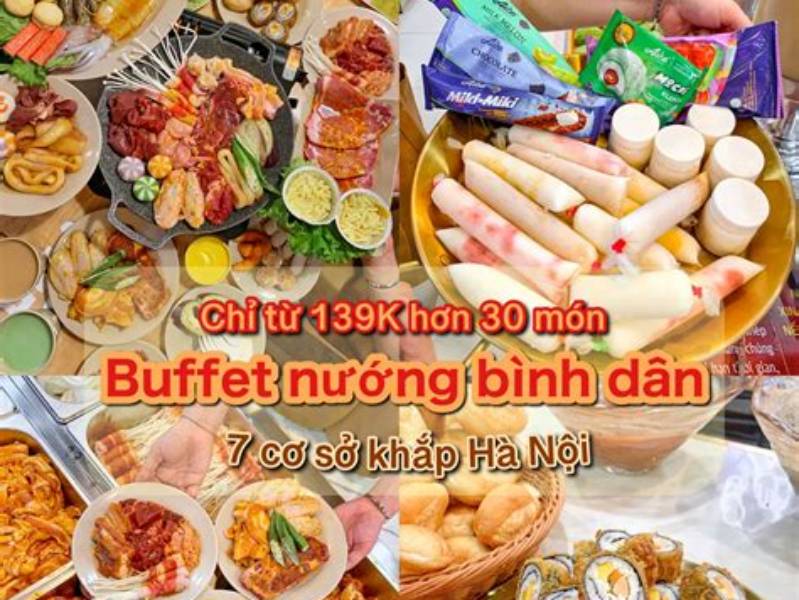 CHOCOLATE
Chỉ từ 139K hơn 30 món
Buffet nướng bình dân
7 cơ sở khắp Hà Nội